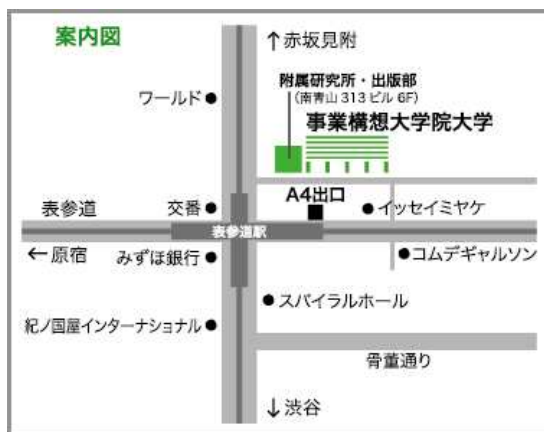 案内図
↑赤坂見附
附属研究所・出版部
(南青山313ビル 6F)
ワールド
事業構想大学院大学
A4出口
表参道
交番
イッセイミヤケ
表参道駅
←原宿
みずほ銀行
コムデギャルソン
スパイラルホール
紀ノ国屋インターナショナル
骨董通り
↓渋谷